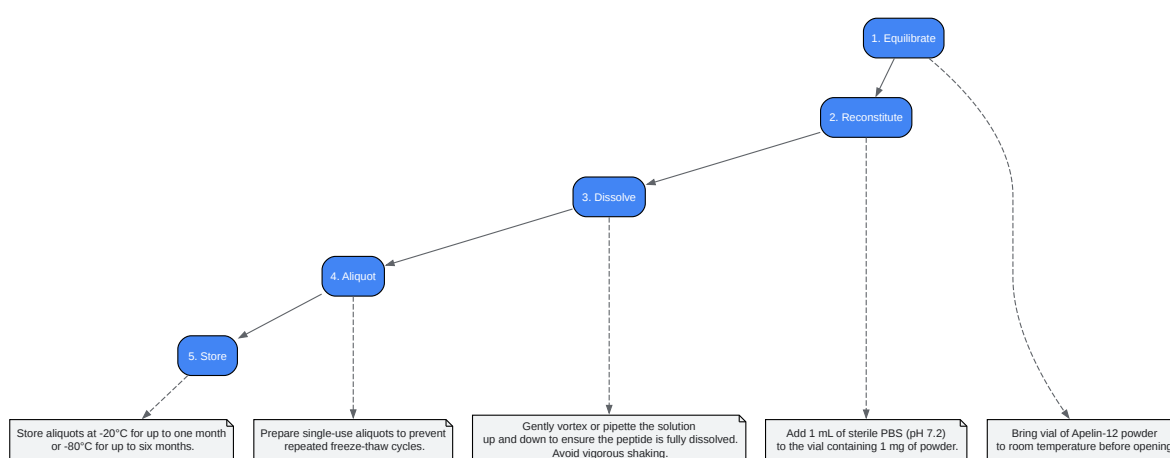 1. Equilibrate
2. Reconstitute
3. Dissolve
4. Aliquot
5. Store
Store aliquots at -20°C for up to one month
or -80°C for up to six months.
Prepare single-use aliquots to prevent
repeated freeze-thaw cycles.
Gently vortex or pipette the solution
up and down to ensure the peptide is fully dissolved.
Avoid vigorous shaking.
Add 1 mL of sterile PBS (pH 7.2)
to the vial containing 1 mg of powder.
Bring vial of Apelin-12 powder
to room temperature before opening